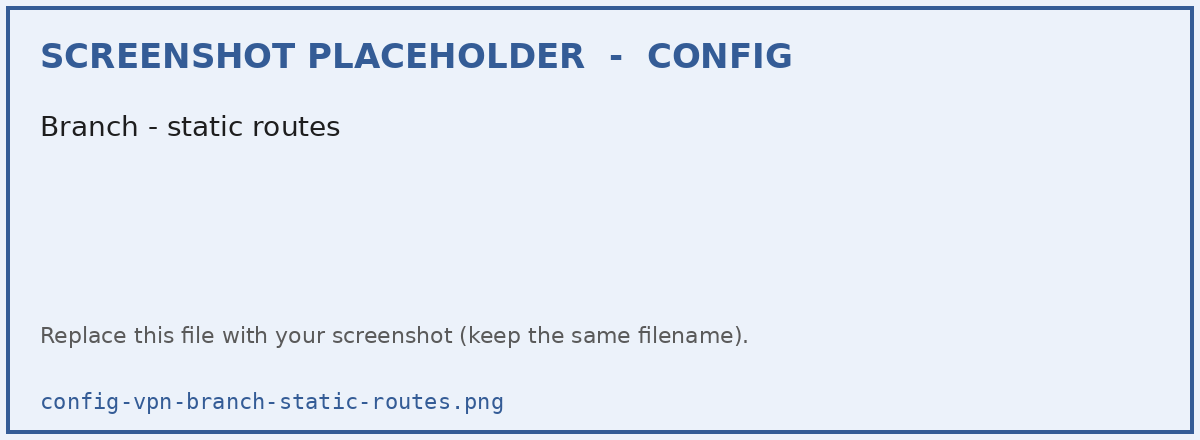 SCREENSHOT PLACEHOLDER - CONFIG
Branch - static routes
Replace this file with your screenshot (keep the same filename).
config-vpn-branch-static-routes.png